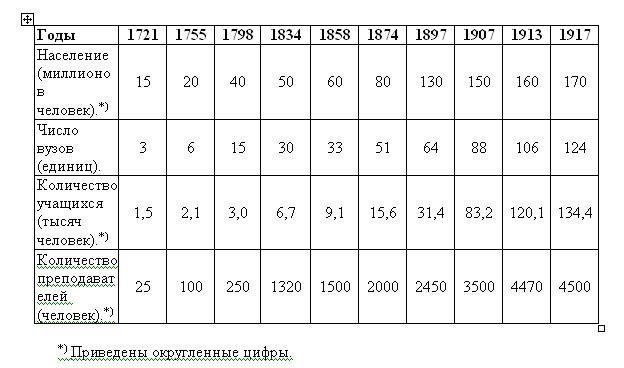 Годы 1721 1755 1798 1834 1858 1874 1897 1907 1913 1917
Население
(миллионо
в
человек).*)
15 20 40 50 60 80 130 150 160 170
Число
вузов
(единиц).
3 6 15 30 33 51 64 88 106 124
Количество
учащихся
(тысяч
человек).*)
1,5 2,1 3,0 6,7 9,1 15,6 31,4 83,2 120,1 134,4
Количество
преподават
елей
(человек).*)
25 100 250 1320 1500 2000 2450 3500 4470 4500
*) Приведены округленные цифры.